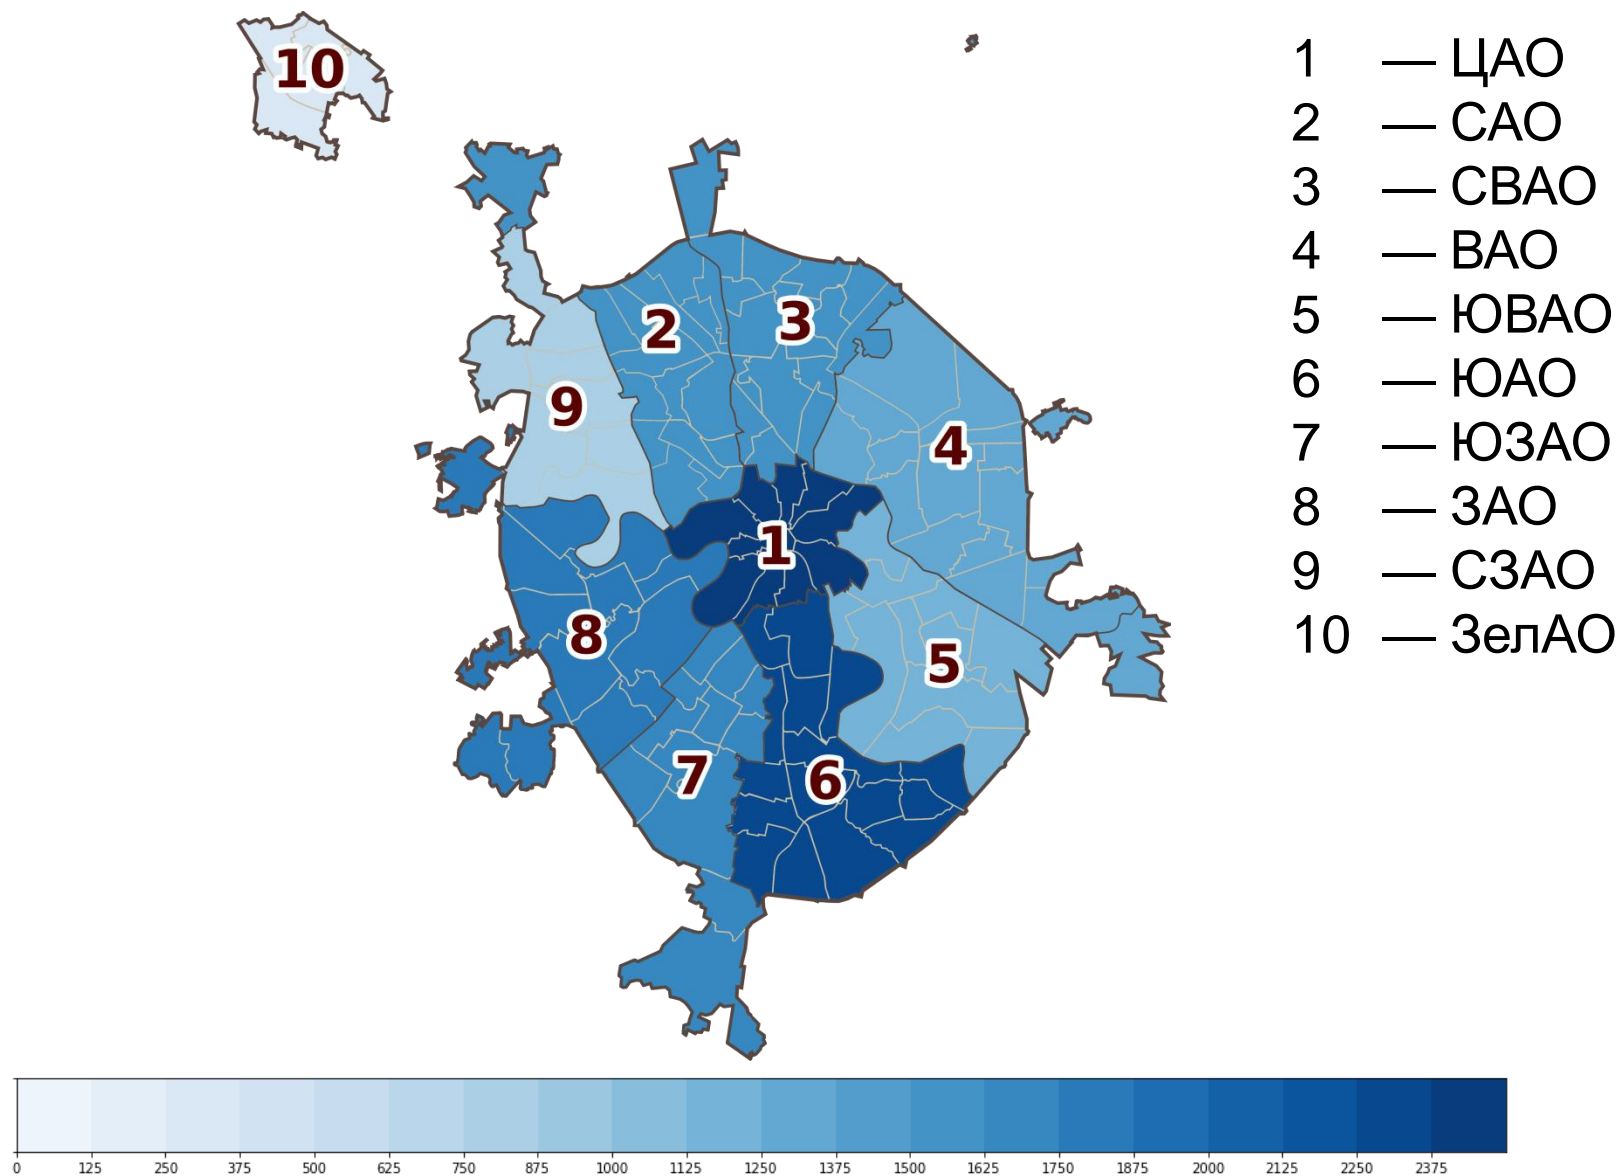 10
1 — ЦАО
2 — САО
3 — СВАО
4 — ВАО
5 — ЮВАО
6 — ЮАО
7 — ЮЗАО
8 — ЗАО
9 — СЗАО
10 — ЗелАО
2
3
9
4
1
8
5
7
6
0 125 250 375 500 625 750 875 1000 1125 1250 1375 1500 1625 1750 1875 2000 2125 2250 2375